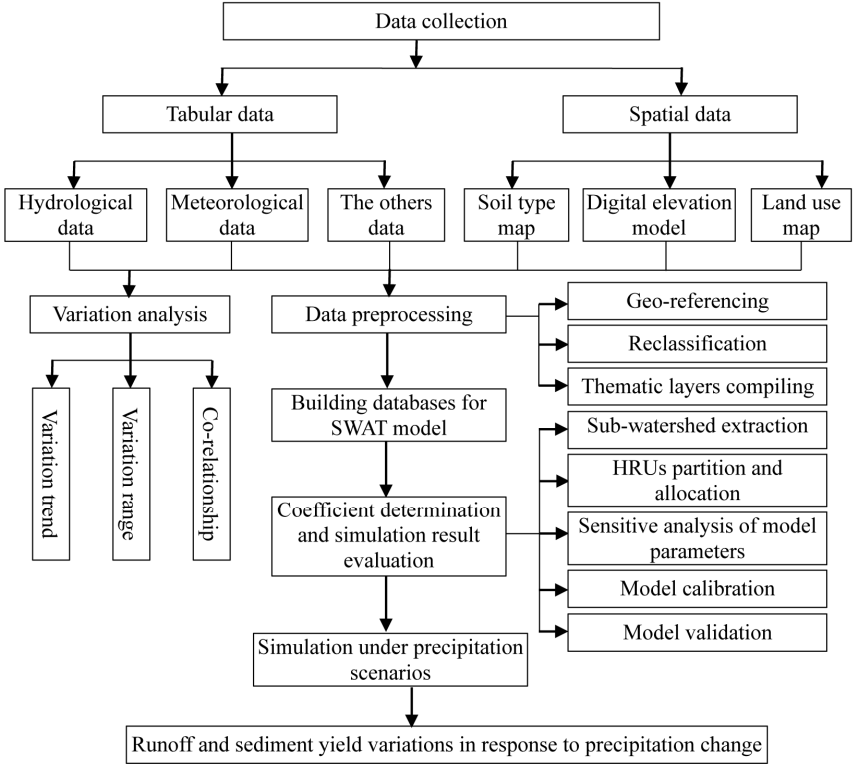 Data collection
Tabular data
Spatial data
Hydrological
data
Meteorological
data
The others
data
Soil type
map
Digital elevation
model
Land use
map
Variation analysis
Data preprocessing
Geo-referencing
Reclassification
Thematic layers compiling
Variation trend
Variation range
Co-relationship
Building databases for
SWAT model
Sub-watershed extraction
HRUs partition and
allocation
Coefficient determination
and simulation result
evaluation
Sensitive analysis of model
parameters
Model calibration
Model validation
Simulation under precipitation
scenarios
Runoff and sediment yield variations in response to precipitation change